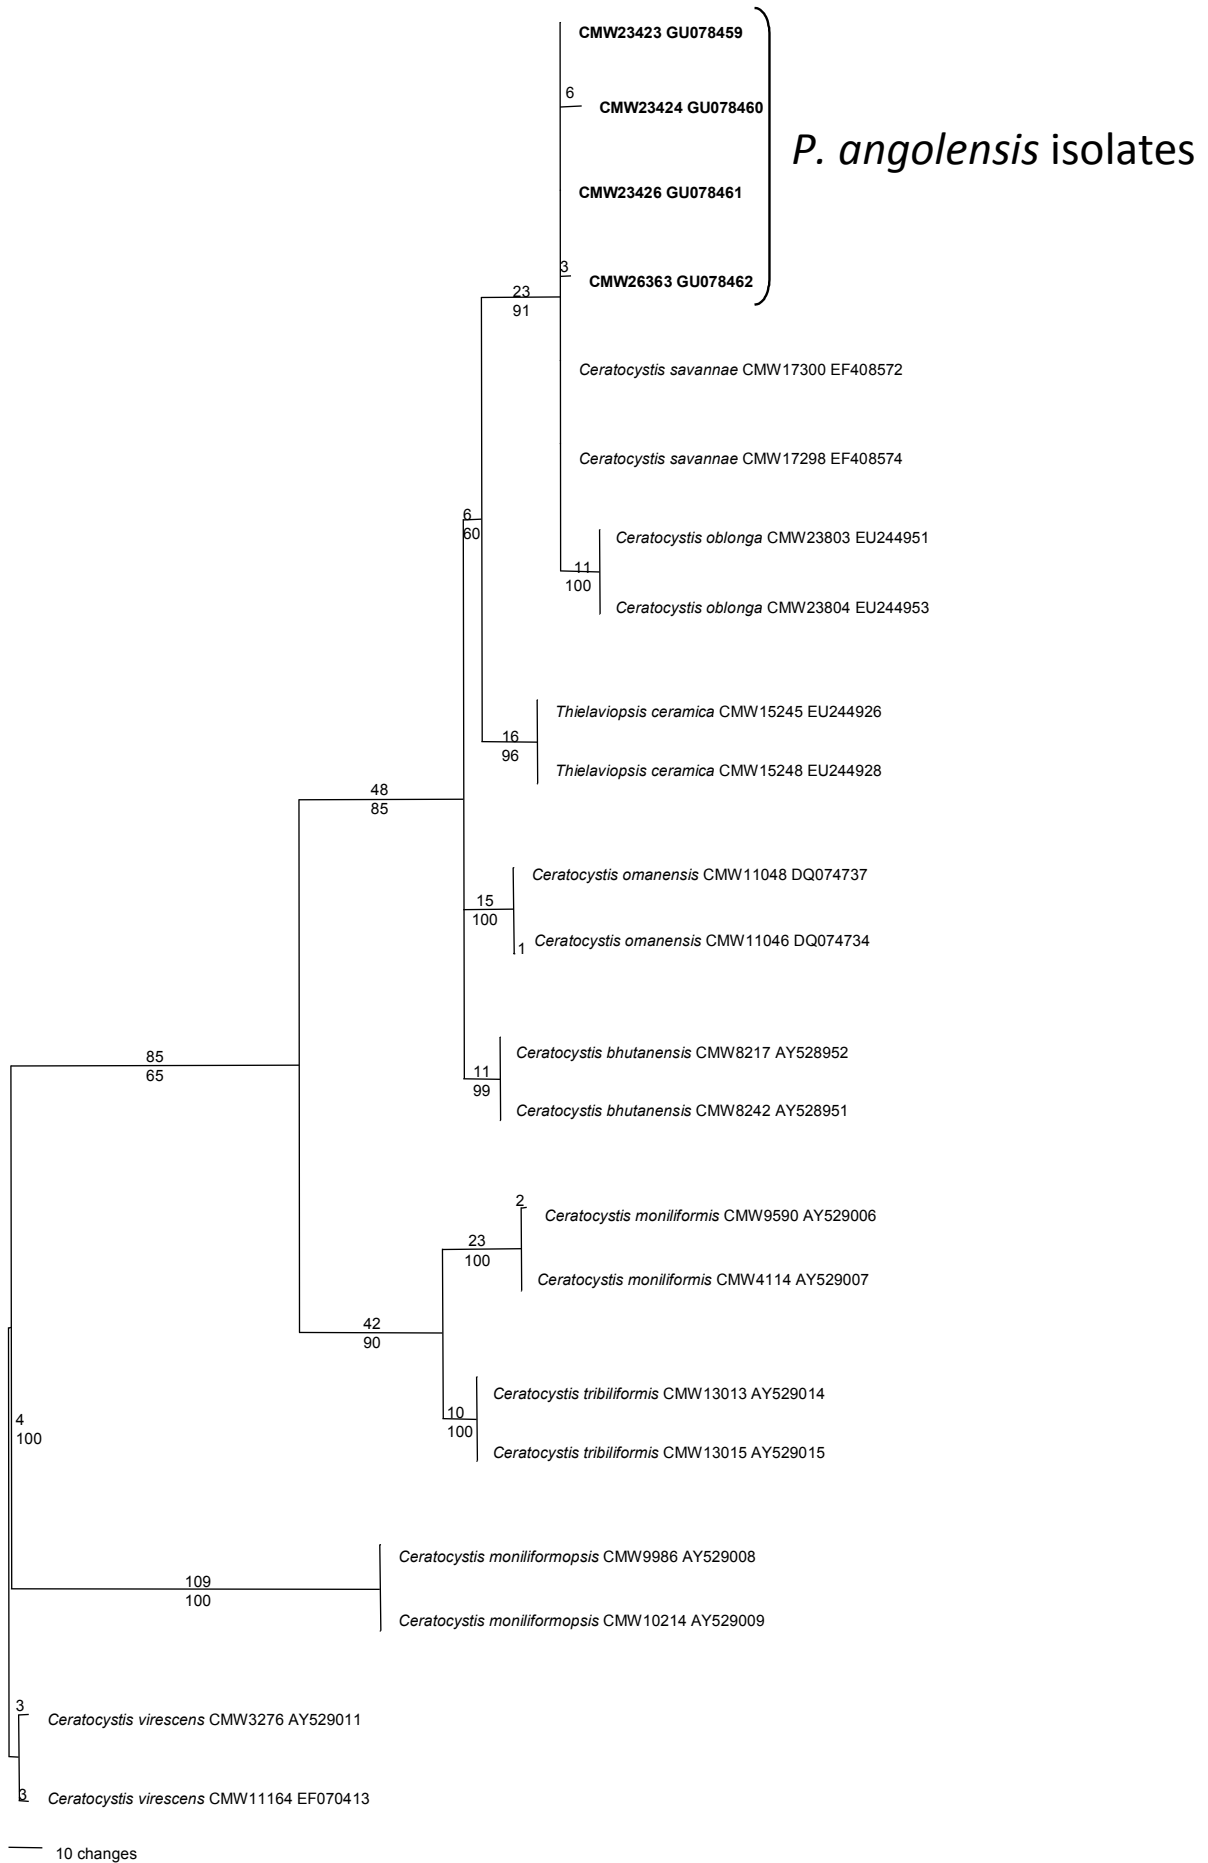 CMW23423 GU078459
6
CMW23424 GU078460
P. angolensis isolates
CMW23426 GU078461
3
CMW26363 GU078462
23
91
Ceratocystis savannae CMW17300 EF408572
Ceratocystis savannae CMW17298 EF408574
6
60
Ceratocystis oblonga CMW23803 EU244951
11
100
Ceratocystis oblonga CMW23804 EU244953
Thielaviopsis ceramica CMW15245 EU244926
16
96
Thielaviopsis ceramica CMW15248 EU244928
48
85
Ceratocystis omanensis CMW11048 DQ074737
15
100
Ceratocystis omanensis CMW11046 DQ074734
1
Ceratocystis bhutanensis CMW8217 AY528952
85
65
11
99
Ceratocystis bhutanensis CMW8242 AY528951
2
Ceratocystis moniliformis CMW9590 AY529006
23
100
Ceratocystis moniliformis CMW4114 AY529007
42
90
Ceratocystis tribiliformis CMW13013 AY529014
10
100
4
100
Ceratocystis tribiliformis CMW13015 AY529015
Ceratocystis moniliformopsis CMW9986 AY529008
109
100
Ceratocystis moniliformopsis CMW10214 AY529009
3
Ceratocystis virescens CMW3276 AY529011
3
Ceratocystis virescens CMW11164 EF070413
10 changes